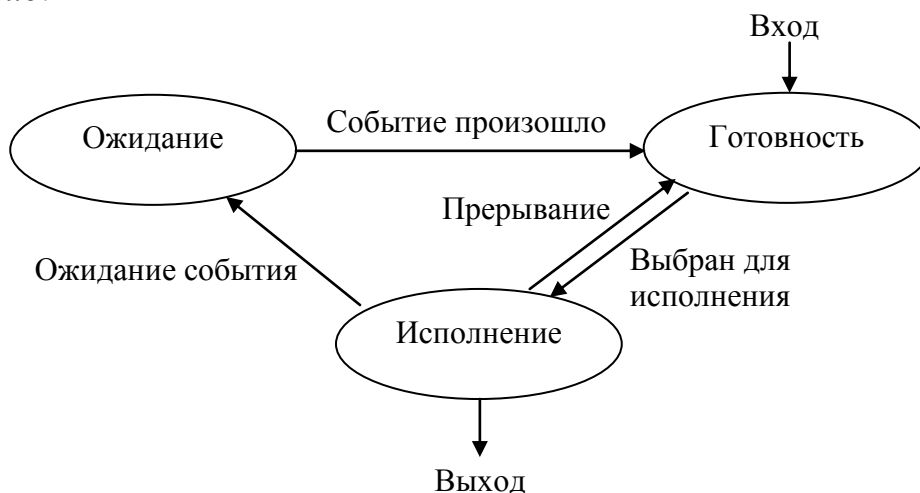 Вход
Ожидание
Событие произошло
Готовность
Прерывание
Ожидание события
Выбран для
исполнения
Исполнение
Выход